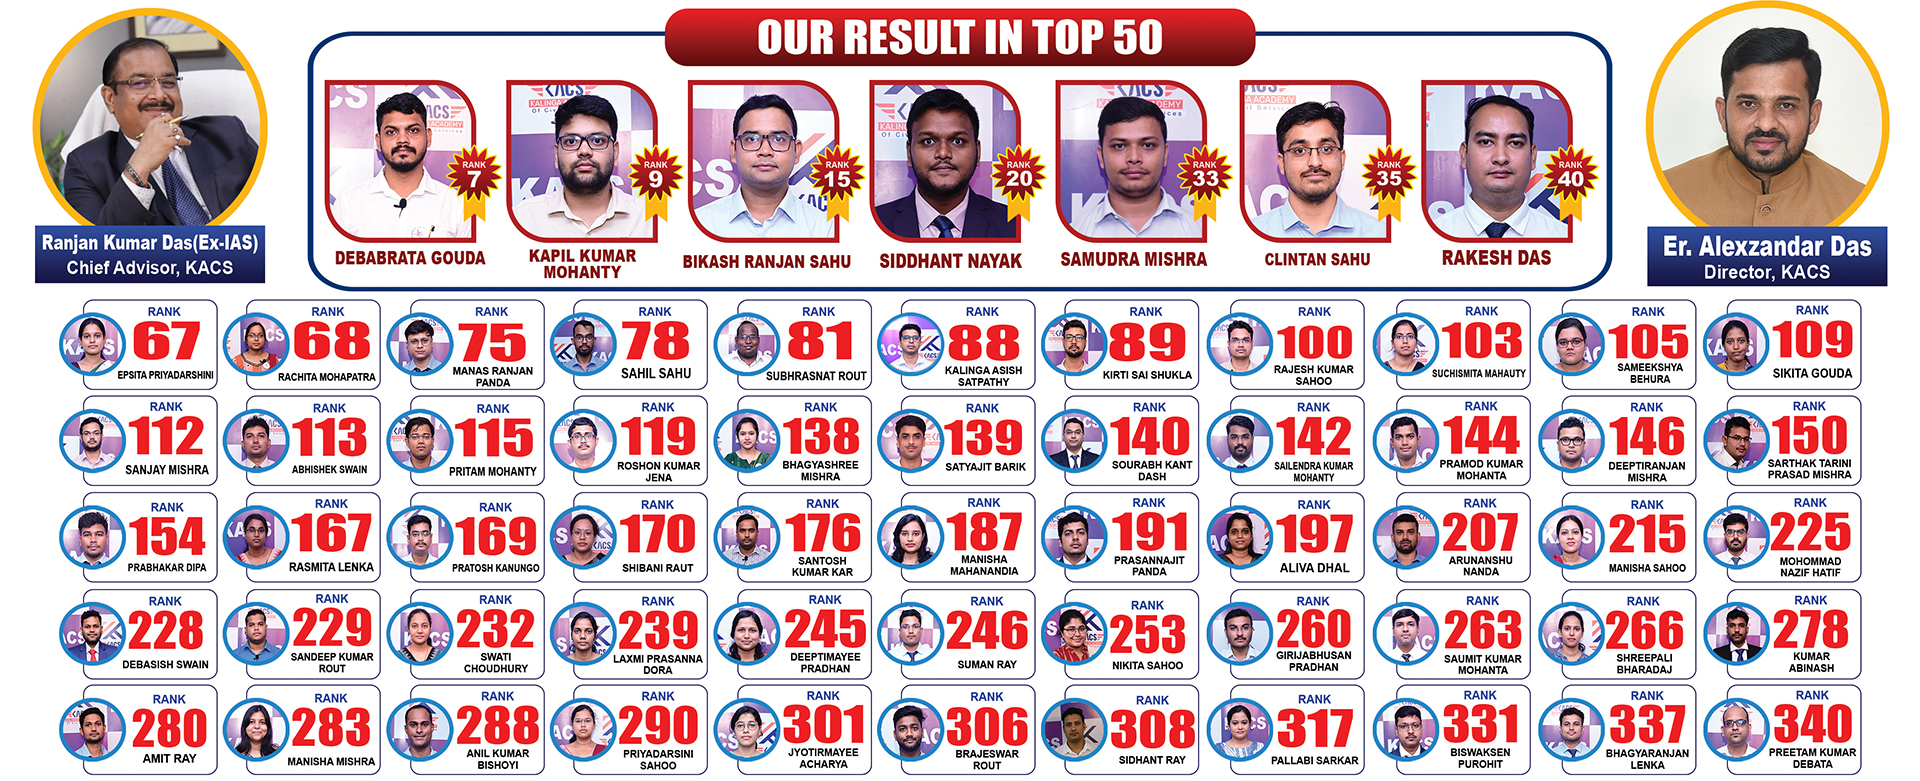 OUR RESULT IN TOP 50
Ranjan Kumar Das(Ex-IAS)
Chief Advisor, KACS
RANK
7
DEBABRATA GOUDA
RANK
9
KAPIL KUMAR
MOHANTY
RANK
15
BIKASH RANJAN SAHU
RANK
20
SIDDHANT NAYAK
RANK
33
SAMUDRA MISHRA
RANK
35
CLINTAN SAHU
RANK
40
RAKESH DAS
Er. Alexzandar Das
Director, KACS
RANK
67
EPSITA PRIYADARSHINI
RANK
68
RACHITA MOHAPATRA
RANK
75
MANAS RANJAN
PANDA
RANK
78
SAHIL SAHU
RANK
81
SUBHRASNAT ROUT
RANK
88
KALINGA ASISH
SATPATHY
RANK
89
KIRTI SAI SHUKLA
RANK
100
RAJESH KUMAR
SAHOO
RANK
103
SUCHISMITA MAHAUTY
RANK
105
SAMEEKSHYA
BEHURA
RANK
109
SIKITA GOUDA
RANK
112
SANJAY MISHRA
RANK
113
ABHISHEK SWAIN
RANK
115
PRITAM MOHANTY
RANK
119
ROSHON KUMAR
JENA
RANK
138
BHAGYASHREE
MISHRA
RANK
139
SATYAJIT BARIK
RANK
140
SOURABH KANT
DASH
RANK
142
SAILENDRA KUMAR
MOHANTY
RANK
144
PRAMOD KUMAR
MOHANTA
RANK
146
DEEPTIRANJAN
MISHRA
RANK
150
SARTHAK TARINI
PRASAD MISHRA
RANK
154
PRABHAKAR DIPA
RANK
167
RASMITA LENKA
RANK
169
PRATOSH KANUNGO
RANK
170
SHIBANI RAUT
RANK
176
SANTOSH
KUMAR KAR
RANK
187
MANISHA
MAHANANDIA
RANK
191
PRASANNAJIT
PANDA
RANK
197
ALIVA DHAL
RANK
207
ARUNANSHU
NANDA
RANK
215
MANISHA SAHOO
RANK
225
MOHOMMAD
NAZIF HATIF
RANK
228
DEBASISH SWAIN
RANK
229
SANDEEP KUMAR
ROUT
RANK
232
SWATI
CHOUDHURY
RANK
239
LAXMI PRASANNA
DORA
RANK
245
DEEPTIMAYEE
PRADHAN
RANK
246
SUMAN RAY
RANK
253
NIKITA SAHOO
RANK
260
GIRIJABHUSAN
PRADHAN
RANK
263
SAUMIT KUMAR
MOHANTA
RANK
266
SHREEPALI
BHARADAJ
RANK
278
KUMAR
ABINASH
RANK
280
AMIT RAY
RANK
283
MANISHA MISHRA
RANK
288
ANIL KUMAR
BISHOYI
RANK
290
PRIYADARSINI
SAHOO
RANK
301
JYOTIRMAYEE
ACHARYA
RANK
306
BRAJESWAR
ROUT
RANK
308
SIDHANT RAY
RANK
317
PALLABI SARKAR
RANK
331
BISWAKSEN
PUROHIT
RANK
337
BHAGYARANJAN
LENKA
RANK
340
PREETAM KUMAR
DEBATA